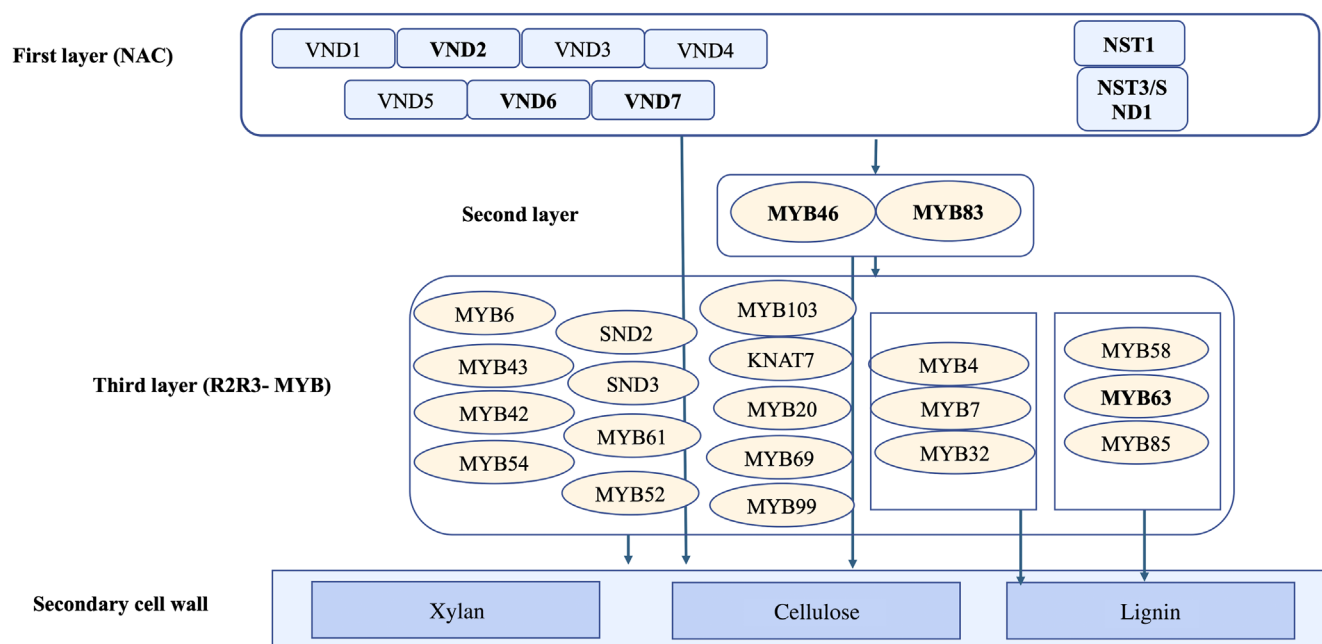 First layer (NAC)
VND1 VND2 VND3 VND4
VND5 VND6 VND7
NST1
NST3/S
ND1
Second layer
MYB46 MYB83
Third layer (R2R3- MYB)
MYB6
MYB43
MYB42
MYB54
SND2
SND3
MYB61
MYB52
MYB103
KNAT7
MYB20
MYB69
MYB99
MYB4
MYB7
MYB32
MYB58
MYB63
MYB85
Secondary cell wall
Xylan Cellulose Lignin